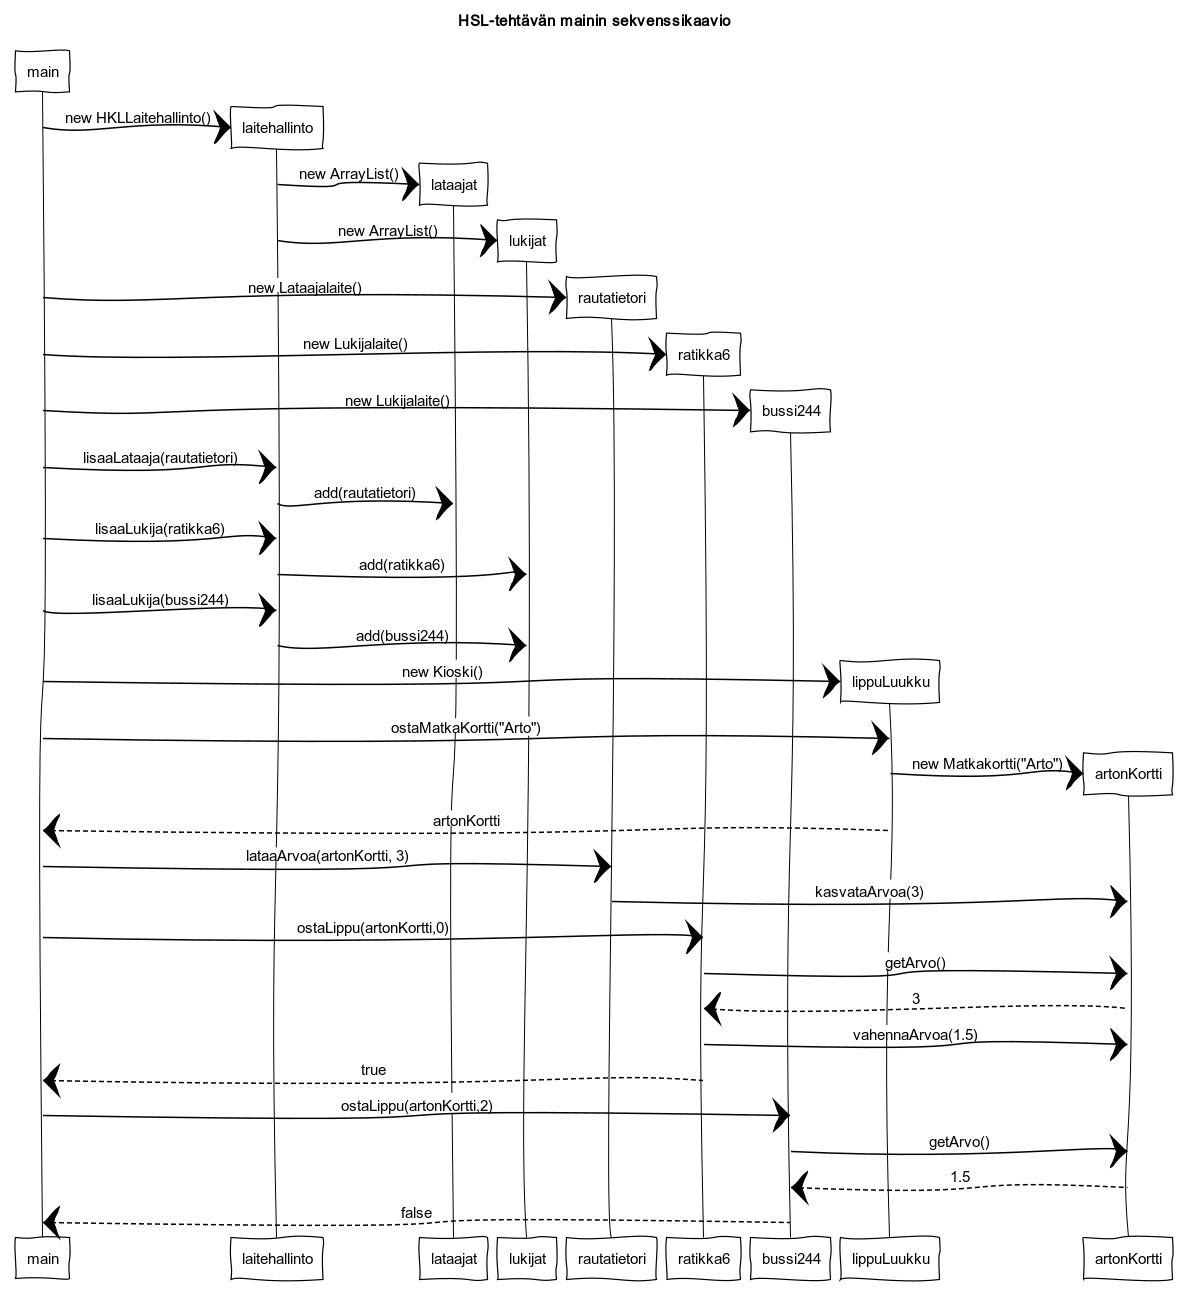 HSL-tehtävän mainin sekvenssikaavio
main
new HKLLaitehallinto()
laitehallinto
new ArrayList()
lataajat
new ArrayList()
lukijat
new Lataajalaite()
rautatietori
new Lukijalaite()
ratikka6
new Lukijalaite()
bussi244
lisaaLataaja(rautatietori)
add(rautatietori)
lisaaLukija(ratikka6)
add(ratikka6)
lisaaLukija(bussi244)
add(bussi244)
new Kioski()
lippuLuukku
ostaMatkaKortti("Arto")
new Matkakortti("Arto")
artonKortti
artonKortti
lataaArvoa(artonKortti, 3)
kasvataArvoa(3)
ostaLippu(artonKortti,0)
getArvo()
3
vahennaArvoa(1.5)
true
ostaLippu(artonKortti,2)
getArvo()
1.5
false
main
laitehallinto
lataajat
lukijat
rautatietori
ratikka6
bussi244
lippuLuukku
artonKortti